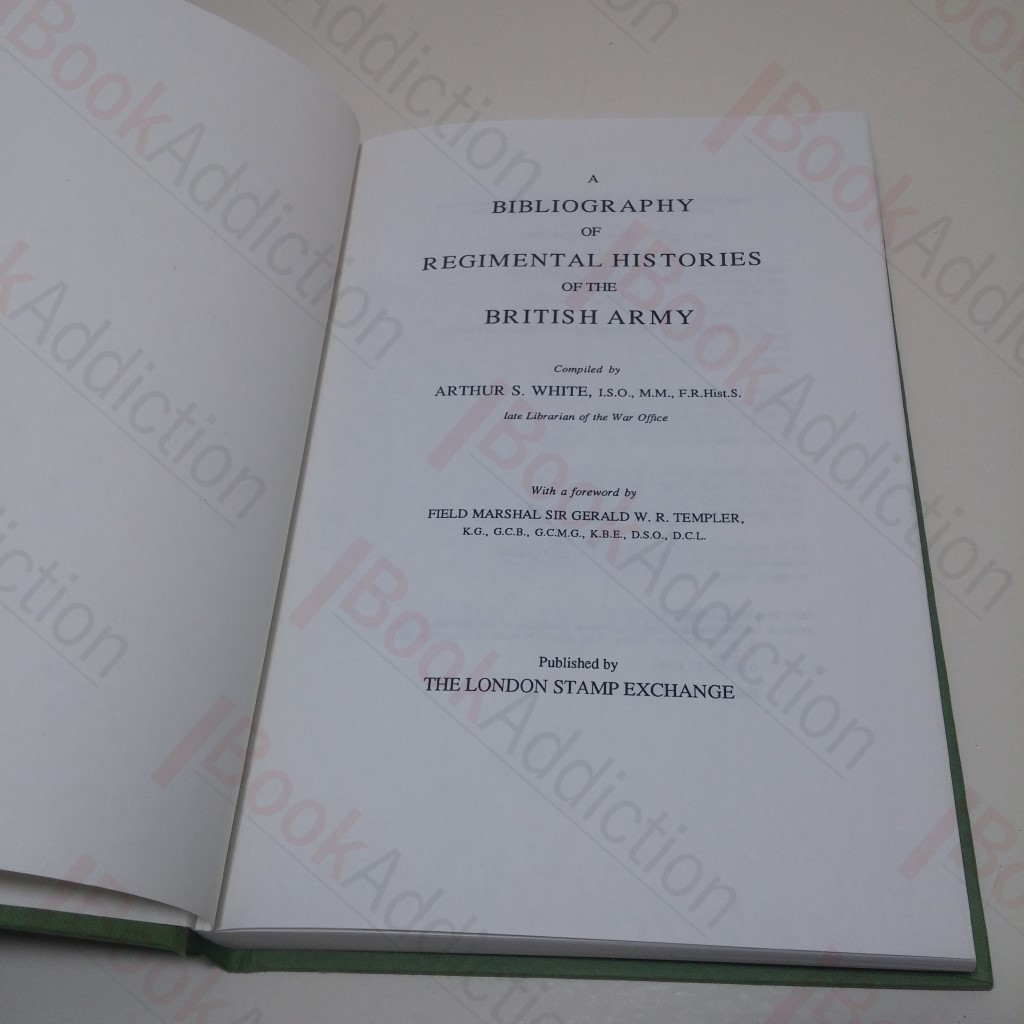 A
BIBLIOGRAPHY
OF
REGIMENTAL HISTORIES
OF THE
BRITISH ARMY
Compiled by
ARTHUR S. WHITE, I.S.O., M.M., F.R.Hist.S.
late Librarian of the War Office
With a foreword by
FIELD MARSHAL SIR GERALD W. R. TEMPLER,
K.G., G.C.B., G.C.M.G., K.B.E., D.S.O., D.C.L.
Published by
THE LONDON STAMP EXCHANGE
BookAddiction